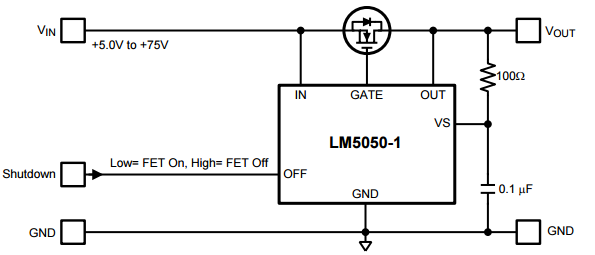 VIN
+5.0V to +75V
VOUT
100Ω
IN
GATE
OUT
VS
LM5050-1
Low= FET On, High= FET Off
Shutdown
OFF
0.1 μF
GND
GND
GND